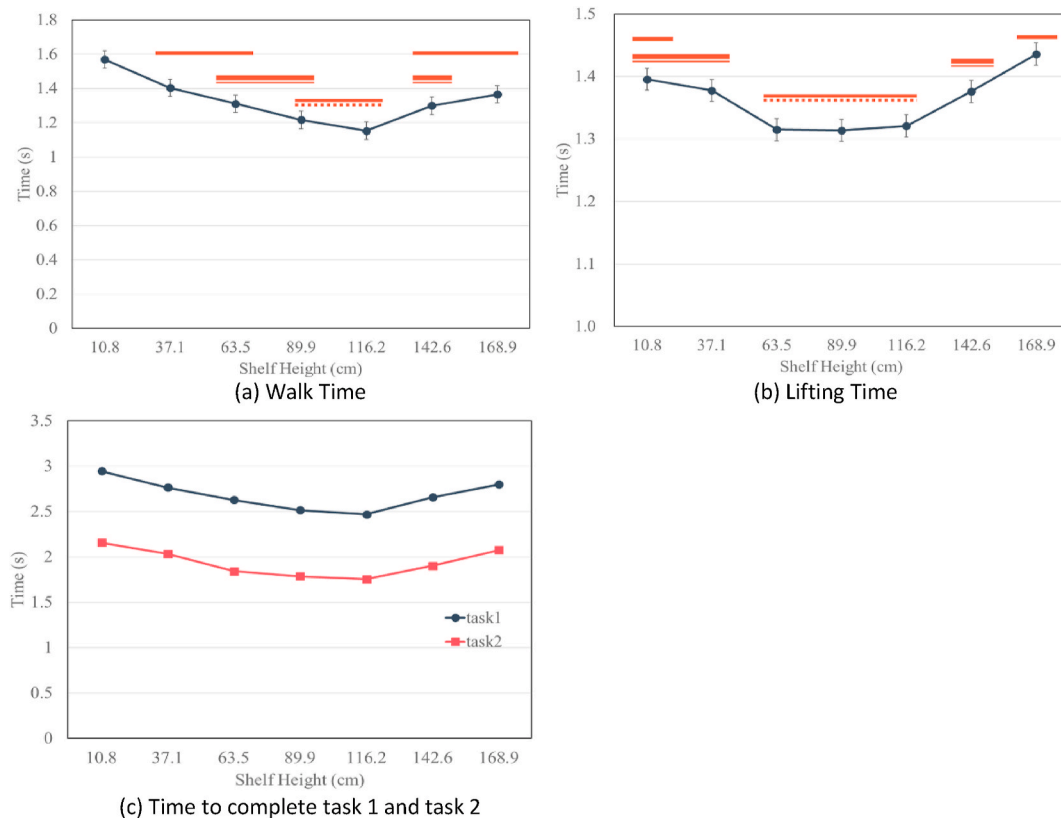 1.8
1.6
1.4
1.2
1
0.8
0.6
0.4
0.2
0
Time (s)
10.8 37.1 63.5 89.9 116.2 142.6 168.9
Shelf Height (cm)
(a) Walk Time
1.5
1.4
1.3
1.2
1.1
1.0
Time (s)
10.8 37.1 63.5 89.9 116.2 142.6 168.9
Shelf Height (cm)
(b) Lifting Time
3.5
3
2.5
2
1.5
1
0.5
0
Time (s)
task1
task2
10.8 37.1 63.5 89.9 116.2 142.6 168.9
Shelf Height (cm)
(c) Time to complete task 1 and task 2